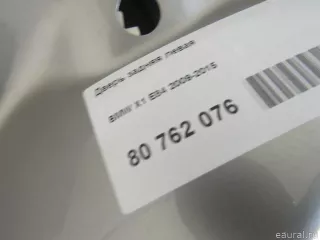 Дверь задняя левая
BMW X1 E84 2009-2015
80 762 076
eaural.ru